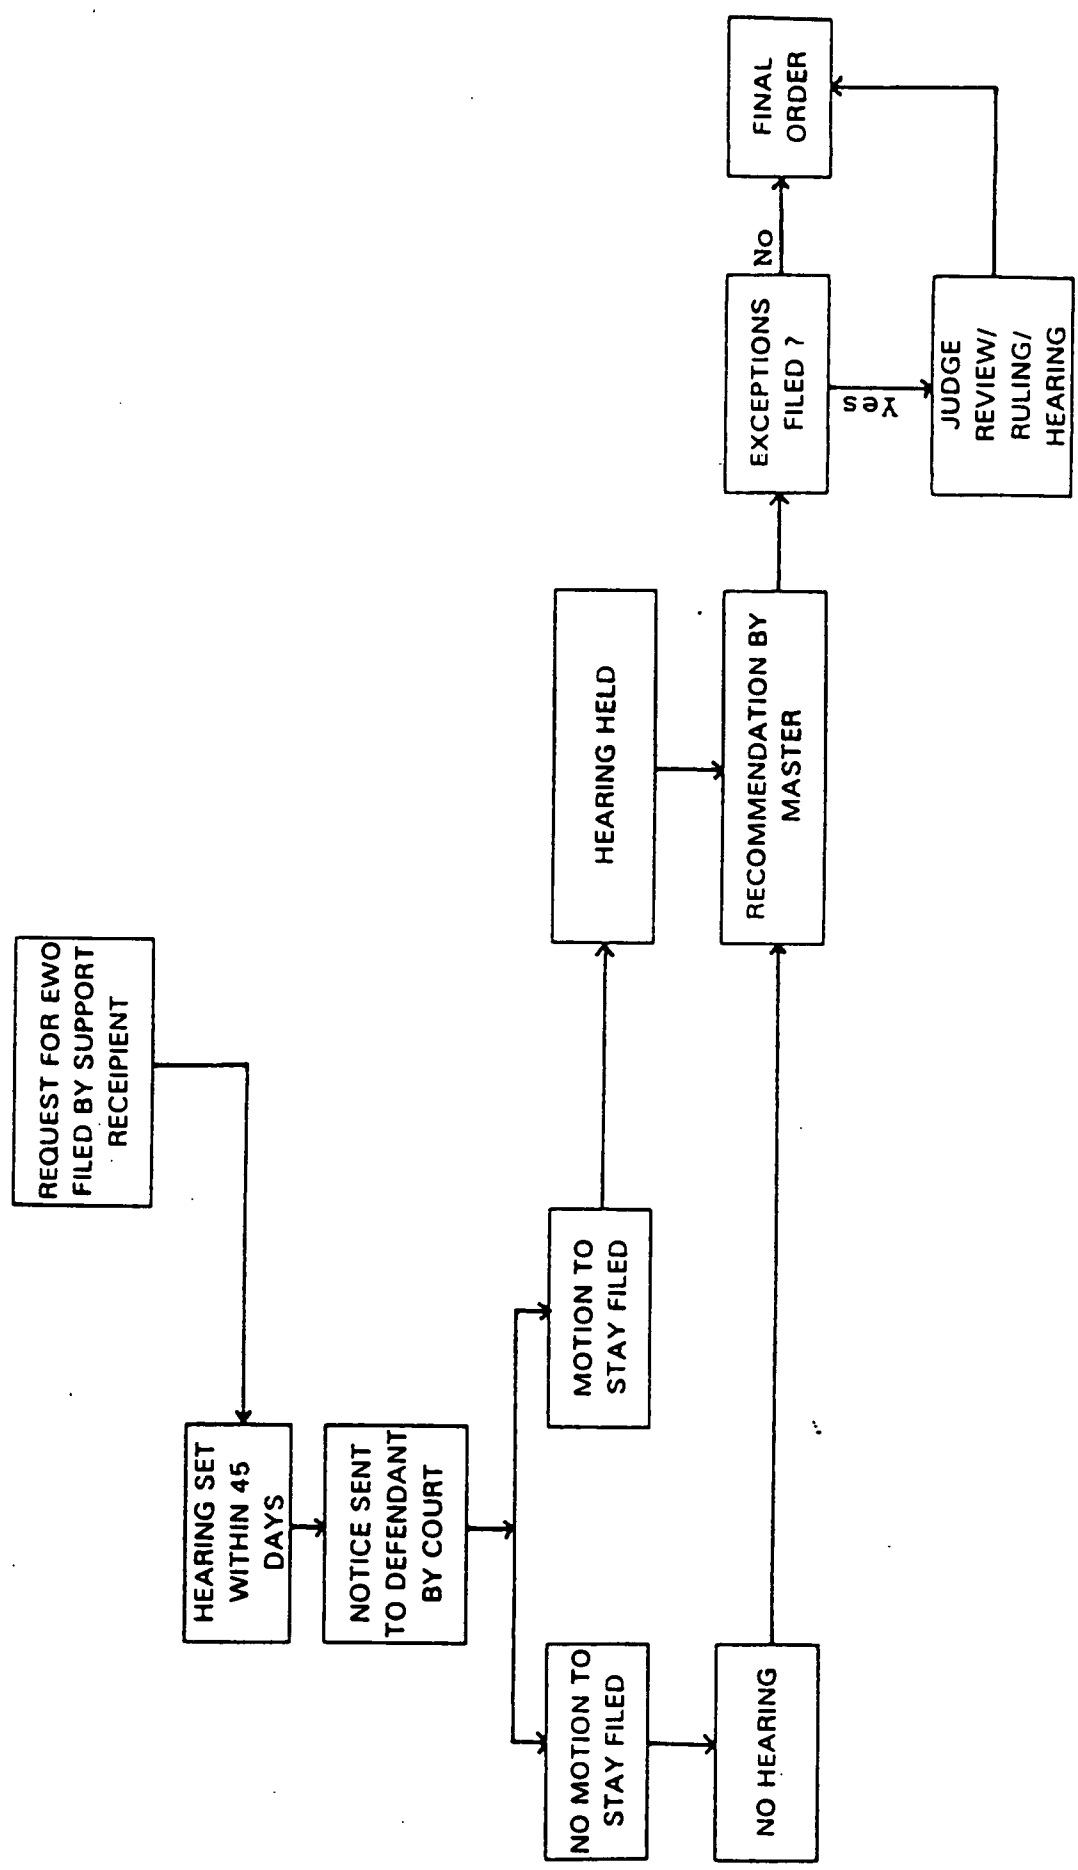 REQUEST FOR EWO
FILED BY SUPPORT
RECEIPIENT
HEARING SET
WITHIN 45
DAYS
NOTICE SENT
TO DEFENDANT
BY COURT
NO MOTION TO
STAY FILED
MOTION TO
STAY FILED
HEARING HELD
NO HEARING
RECOMMENDATION BY
MASTER
EXCEPTIONS
FILED ?
No
Yes
FINAL
ORDER
JUDGE
REVIEW/
RULING/
HEARING